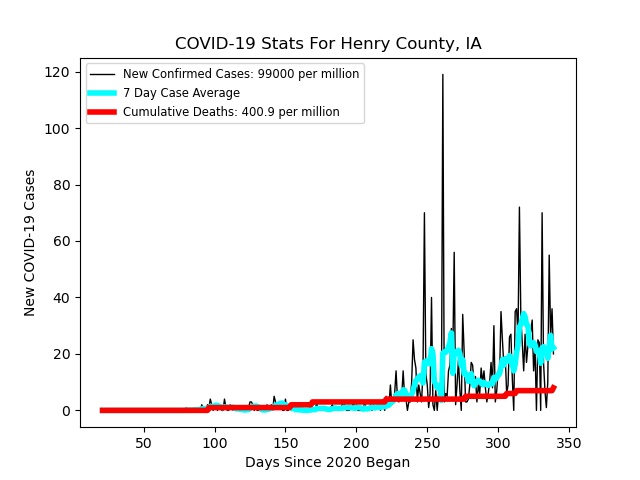 COVID-19 Stats For Henry County, IA
New Confirmed Cases: 99000 per million
7 Day Case Average
Cumulative Deaths: 400.9 per million
New COVID-19 Cases
120
100
80
60
40
20
0
50 100 150 200 250 300 350
Days Since 2020 Began